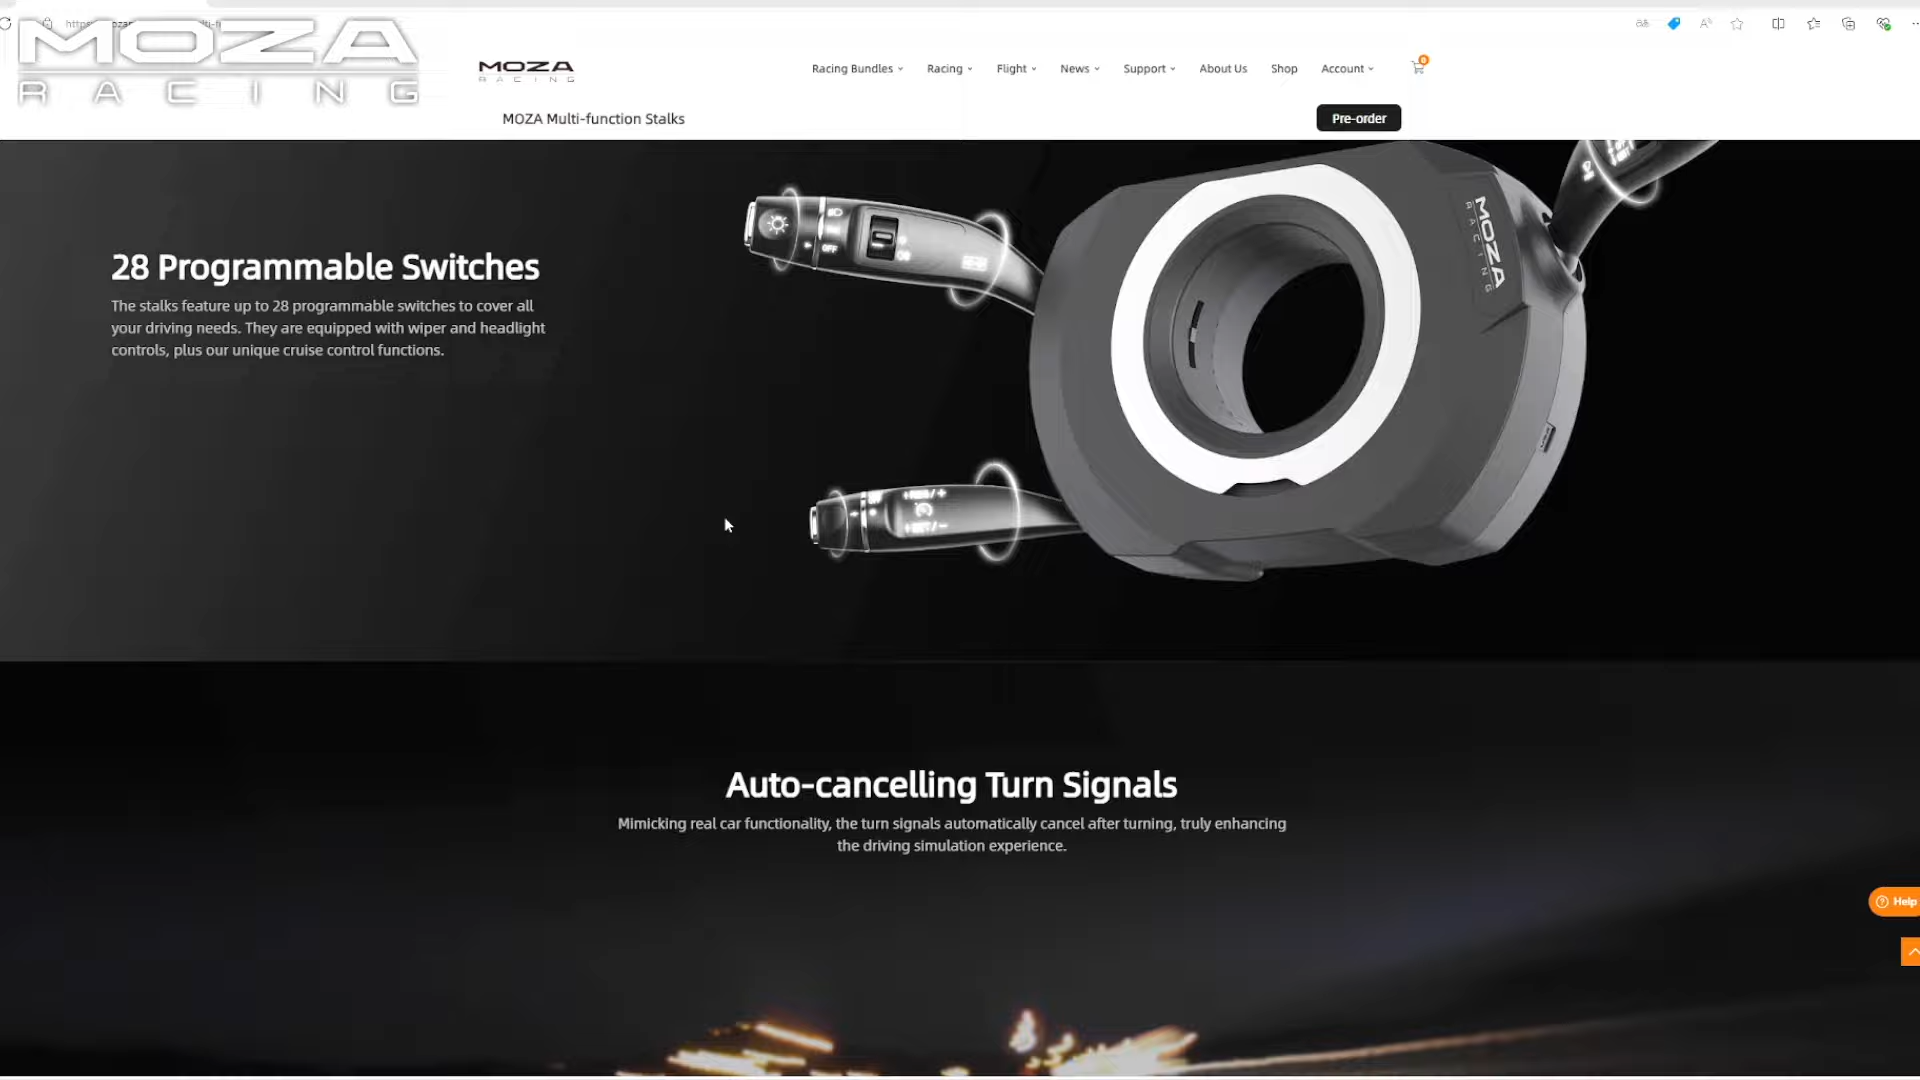 MOZA
RACING
MOZA
RACING
Racing Bundles
Racing
Flight
News
Support
About Us
Shop
Account
0
MOZA Multi-function Stalks
Pre-order
28 Programmable Switches
The stalks feature up to 28 programmable switches to cover all
your driving needs. They are equipped with wiper and headlight
controls, plus our unique cruise control functions.
OFF
MOZA
RACING
Auto-cancelling Turn Signals
Mimicking real car functionality, the turn signals automatically cancel after turning, truly enhancing
the driving simulation experience.
Help